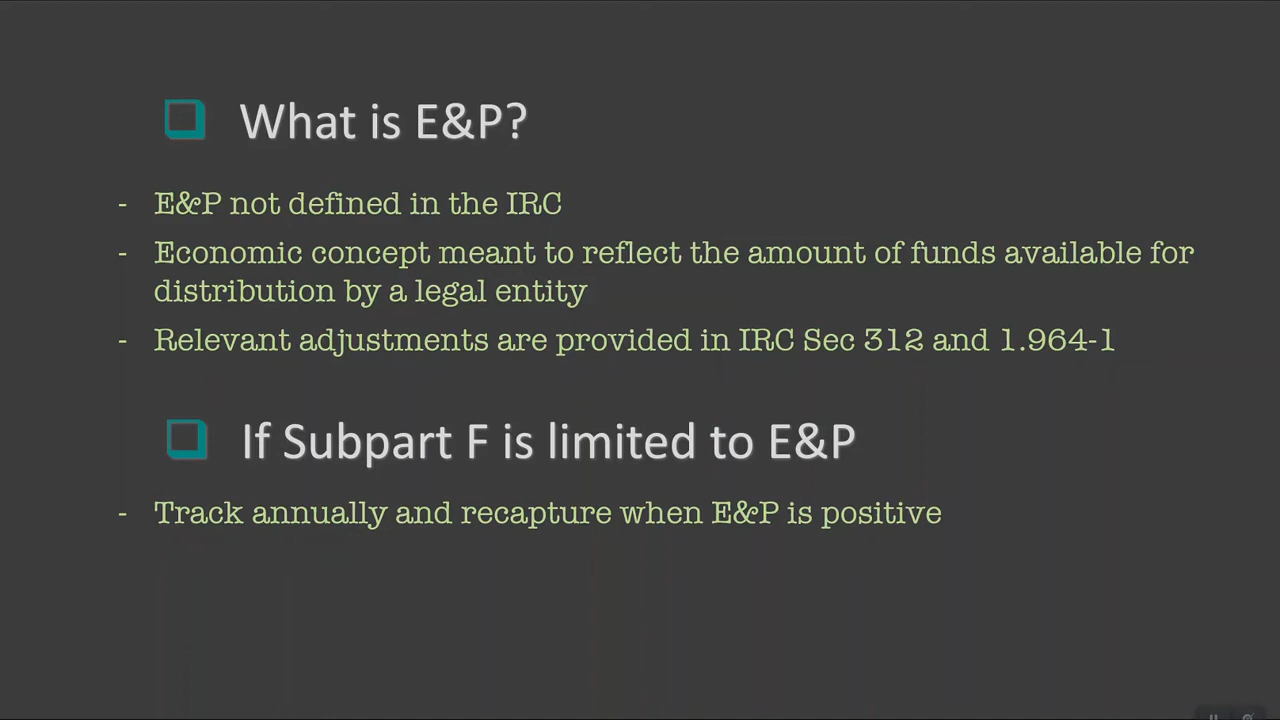 What is E&P?
- E&P not defined in the IRC
- Economic concept meant to reflect the amount of funds available for
distribution by a legal entity
- Relevant adjustments are provided in IRC Sec 312 and 1.964-1
If Subpart F is limited to E&P
- Track annually and recapture when E&P is positive